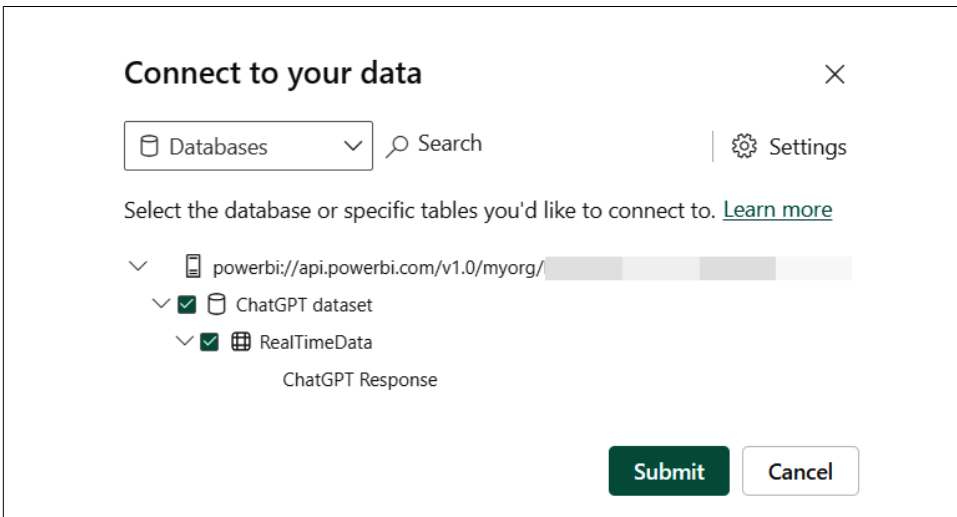 Connect to your data
Databases Search Settings
Select the database or specific tables you'd like to connect to. Learn more
powerbi://api.powerbi.com/v1.0/myorg/
ChatGPT dataset
RealTimeData
ChatGPT Response
Submit Cancel